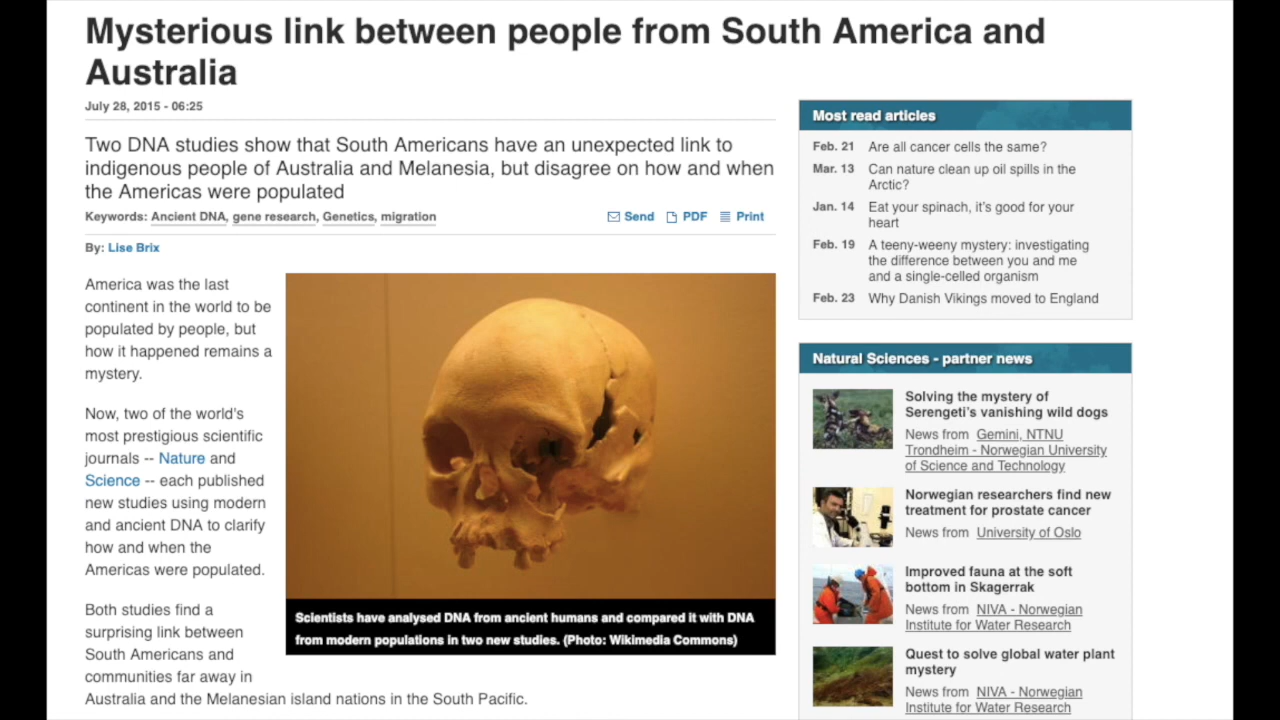 Mysterious link between people from South America and
Australia
July 28, 2015 - 06:25
Two DNA studies show that South Americans have an unexpected link to
indigenous people of Australia and Melanesia, but disagree on how and when
the Americas were populated
Keywords: Ancient DNA, gene research, Genetics, migration
Send PDF Print
By: Lise Brix
America was the last
continent in the world to be
populated by people, but
how it happened remains a
mystery.
Now, two of the world's
most prestigious scientific
journals -- Nature and
Science -- each published
new studies using modern
and ancient DNA to clarify
how and when the
Americas were populated.
Both studies find a
surprising link between
South Americans and
communities far away in
Australia and the Melanesian island nations in the South Pacific.
Scientists have analysed DNA from ancient humans and compared it with DNA
from modern populations in two new studies. (Photo: Wikimedia Commons)
Most read articles
Feb. 21 Are all cancer cells the same?
Mar. 13 Can nature clean up oil spills in the
Arctic?
Jan. 14 Eat your spinach, it's good for your
heart
Feb. 19 A teeny-weeny mystery: investigating
the difference between you and me
and a single-celled organism
Feb. 23 Why Danish Vikings moved to England
Natural Sciences - partner news
Solving the mystery of
Serengeti's vanishing wild dogs
News from Gemini, NTNU
Trondheim - Norwegian University
of Science and Technology
Norwegian researchers find new
treatment for prostate cancer
News from University of Oslo
Improved fauna at the soft
bottom in Skagerrak
News from NIVA - Norwegian
Institute for Water Research
Quest to solve global water plant
mystery
News from NIVA - Norwegian
Institute for Water Research